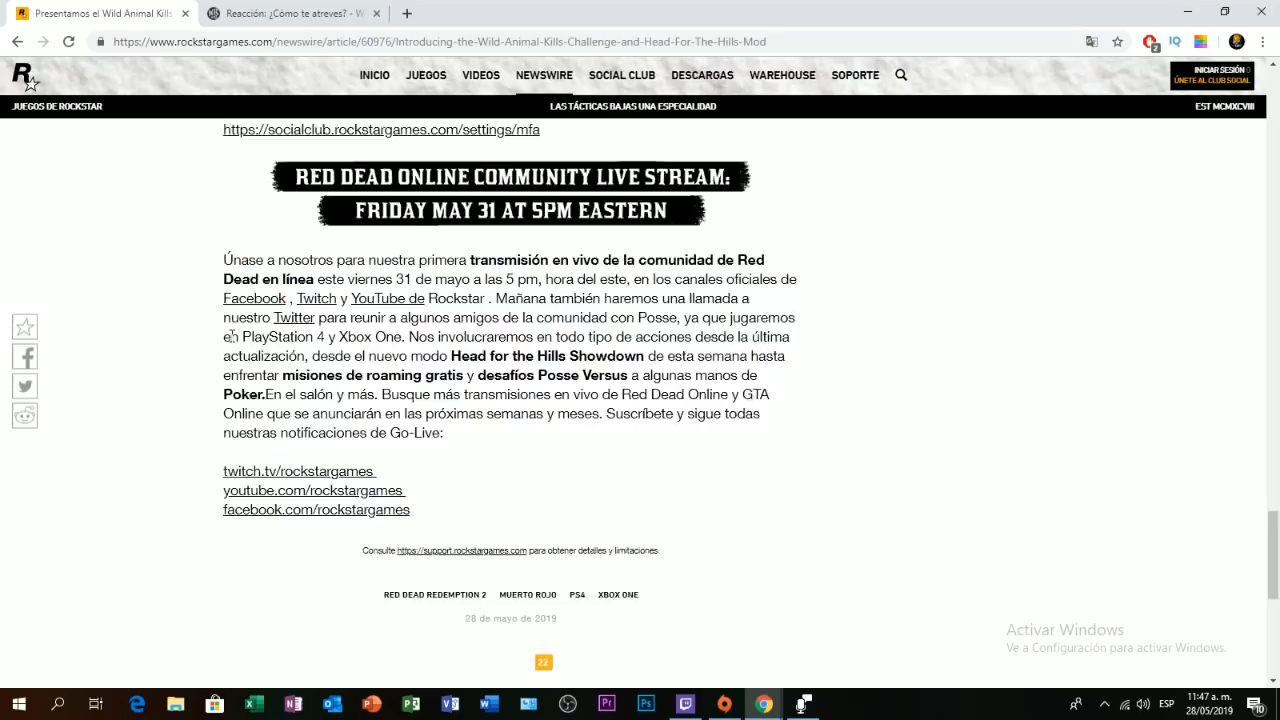 Presentamos el Wild Animal Kills
Reacción: ¿Cómo te atreves? - W
https://www.rockstargames.com/newswire/article/60976/Introducing-the-Wild-Animal-Kills-Challenge-and-Head-For-The-Hills-Mod
2
IQ
R
INICIO JUEGOS VIDEOS NEWSWIRE SOCIAL CLUB DESCARGAS WAREHOUSE SOPORTE
INICIAR SESIÓN
ÚNETE AL CLUB SOCIAL
JUEGOS DE ROCKSTAR LAS TÁCTICAS BAJAS UNA ESPECIALIDAD EST MCMXCVIII
https://socialclub.rockstargames.com/settings/mfa
RED DEAD ONLINE COMMUNITY LIVE STREAM:
FRIDAY MAY 31 AT 5PM EASTERN
Únase a nosotros para nuestra primera transmisión en vivo de la comunidad de Red
Dead en línea este viernes 31 de mayo a las 5 pm, hora del este, en los canales oficiales de
Facebook , Twitch y YouTube de Rockstar . Mañana también haremos una llamada a
nuestro Twitter para reunir a algunos amigos de la comunidad con Posse, ya que jugaremos
en PlayStation 4 y Xbox One. Nos involucraremos en todo tipo de acciones desde la última
actualización, desde el nuevo modo Head for the Hills Showdown de esta semana hasta
enfrentar misiones de roaming gratis y desafíos Posse Versus a algunas manos de
Poker.En el salón y más. Busque más transmisiones en vivo de Red Dead Online y GTA
Online que se anunciarán en las próximas semanas y meses. Suscríbete y sigue todas
nuestras notificaciones de Go-Live:
twitch.tv/rockstargames
youtube.com/rockstargames
facebook.com/rockstargames
Consulte https://support.rockstargames.com para obtener detalles y limitaciones.
RED DEAD REDEMPTION 2 MUERTO ROJO PS4 XBOX ONE
28 de mayo de 2019
22
Activar Windows
Ve a Configuración para activar Windows.
ESP
11:47 a. m.
28/05/2019
10